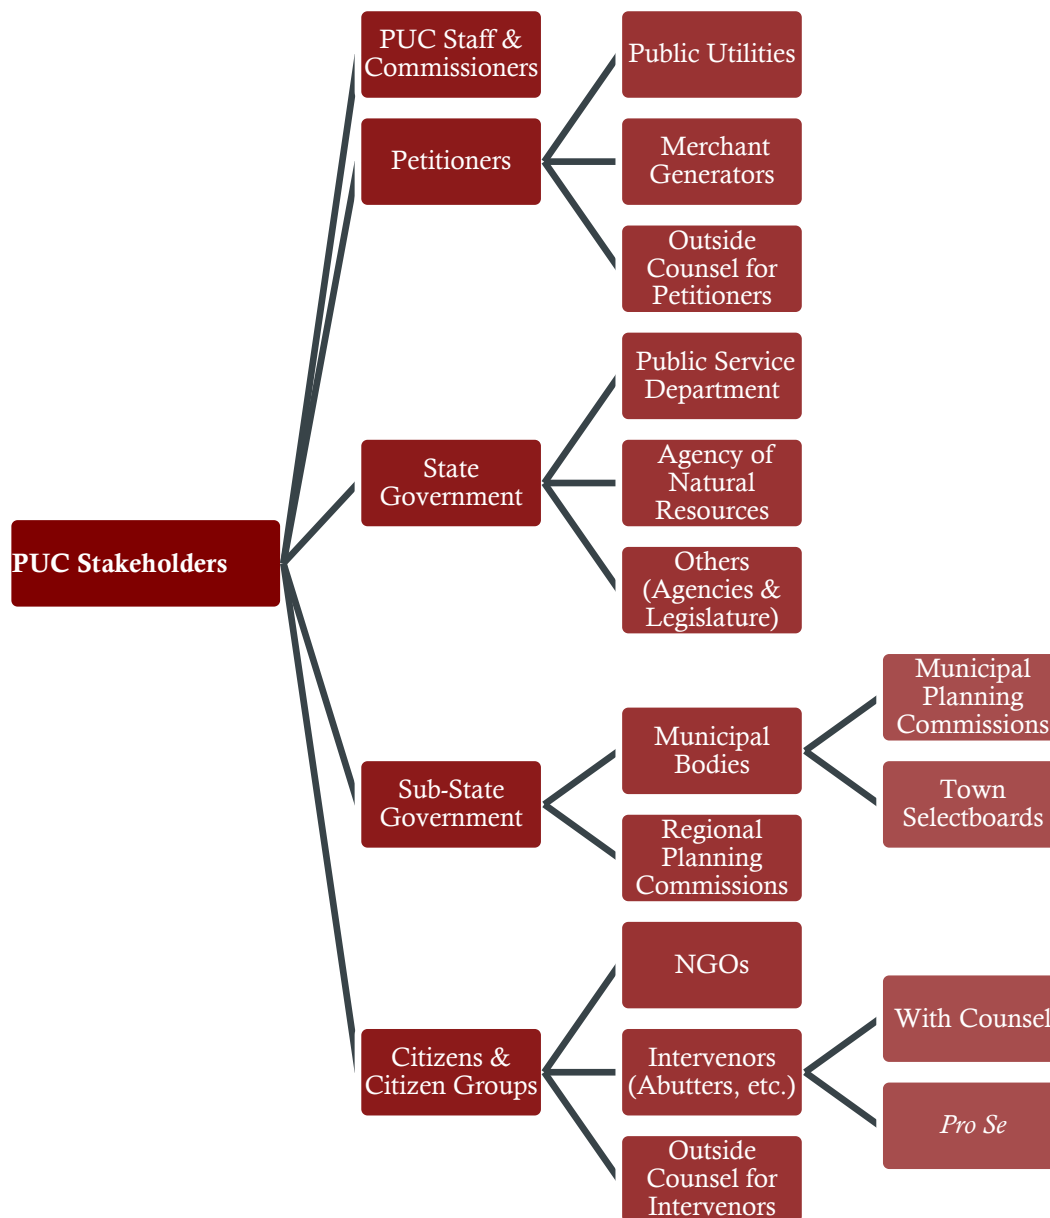 PUC Stakeholders
PUC Staff &
Commissioners
Petitioners
Public Utilities
Merchant
Generators
Outside
Counsel for
Petitioners
State
Government
Public Service
Department
Agency of
Natural
Resources
Others
(Agencies &
Legislature)
Sub-State
Government
Municipal
Bodies
Municipal
Planning
Commissions
Town
Selectboards
Regional
Planning
Commissions
Citizens &
Citizen Groups
NGOs
Intervenors
(Abutters, etc.)
With Counsel
Pro Se
Outside
Counsel for
Intervenors